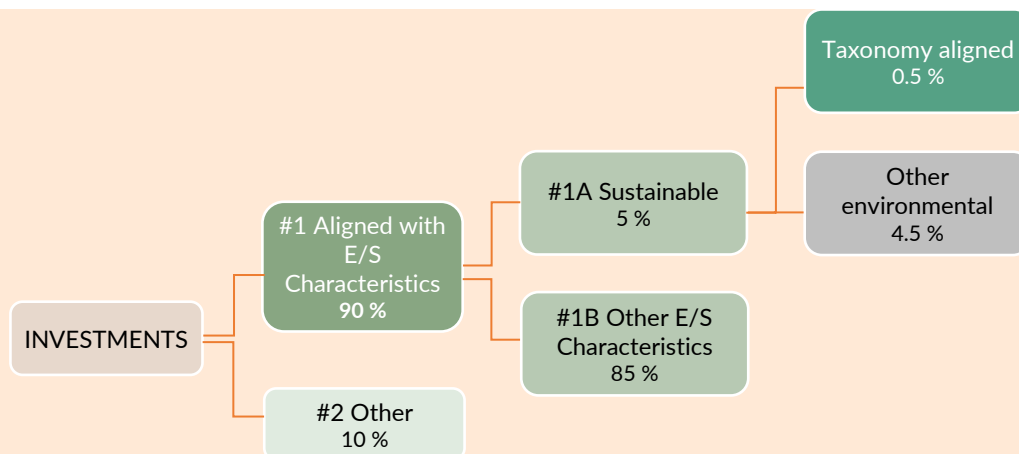 Taxonomy aligned
0.5 %
Other
environmental
4.5 %
#1A Sustainable
5 %
#1 Aligned with
E/S
Characteristics
90 %
#1B Other E/S
Characteristics
85 %
INVESTMENTS
#2 Other
10 %